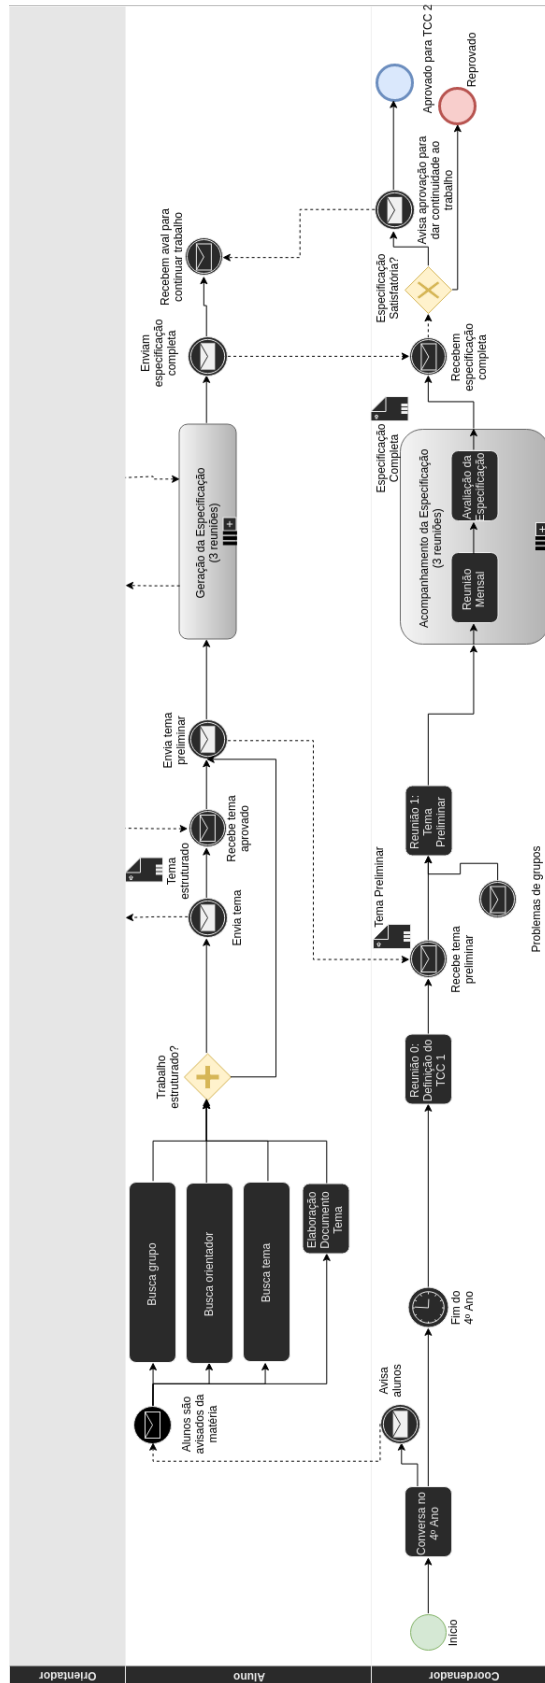 Orientador
Aluno
Coordenador
Alunos são
avisados da
matéria
Busca grupo
Busca orientador
Busca tema
Elaboração
Documento
Tema
Trabalho
estruturado?
Envia tema
Tema
estruturado
Recebe tema
aprovado
Envia tema
preliminar
Geração da Especificação
(3 reuniões)
Enviam
especificação
completa
Recebem aval para
continuar trabalho
Início
Conversa no
4º Ano
Avisa
alunos
Fim do
4º Ano
Reunião 0:
Definição do
TCC 1
Tema Preliminar
Recebe tema
preliminar
Problemas de grupos
Reunião 1:
Tema
Preliminar
Acompanhamento da Especificação
(3 reuniões)
Reunião
Mensal
Avaliação da
Especificação
Especificação
Completa
Recebem
especificação
completa
Especificação
Satisfatória?
Avisa aprovação para
dar continuidade ao
trabalho
Aprovado para TCC 2
Reprovado